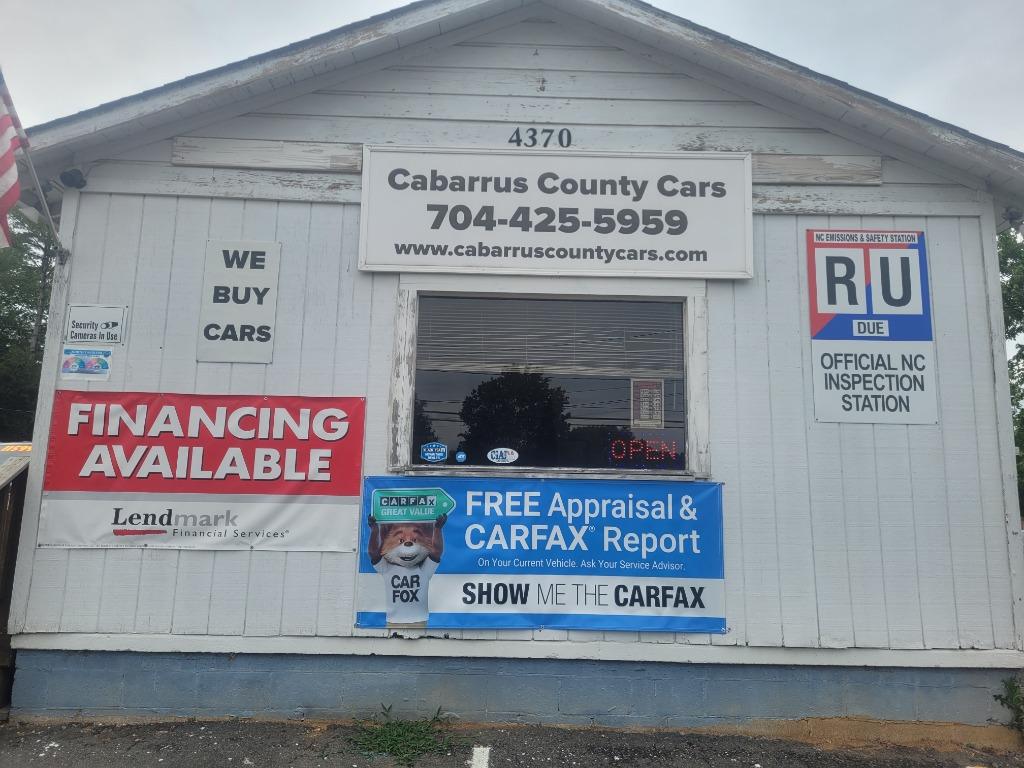 4370
Cabarrus County Cars
704-425-5959
www.cabarruscountycars.com
WE
BUY
CARS
NC EMISSIONS & SAFETY STATION
R U
DUE
OFFICIAL NC
INSPECTION
STATION
Security
Cameras In Use
FINANCING
AVAILABLE
Lendmark
Financial Services
OPEN
CARFAX
GREAT VALUE
CAR
FOX
FREE Appraisal &
CARFAX® Report
On Your Current Vehicle. Ask Your Service Advisor.
SHOW ME THE CARFAX